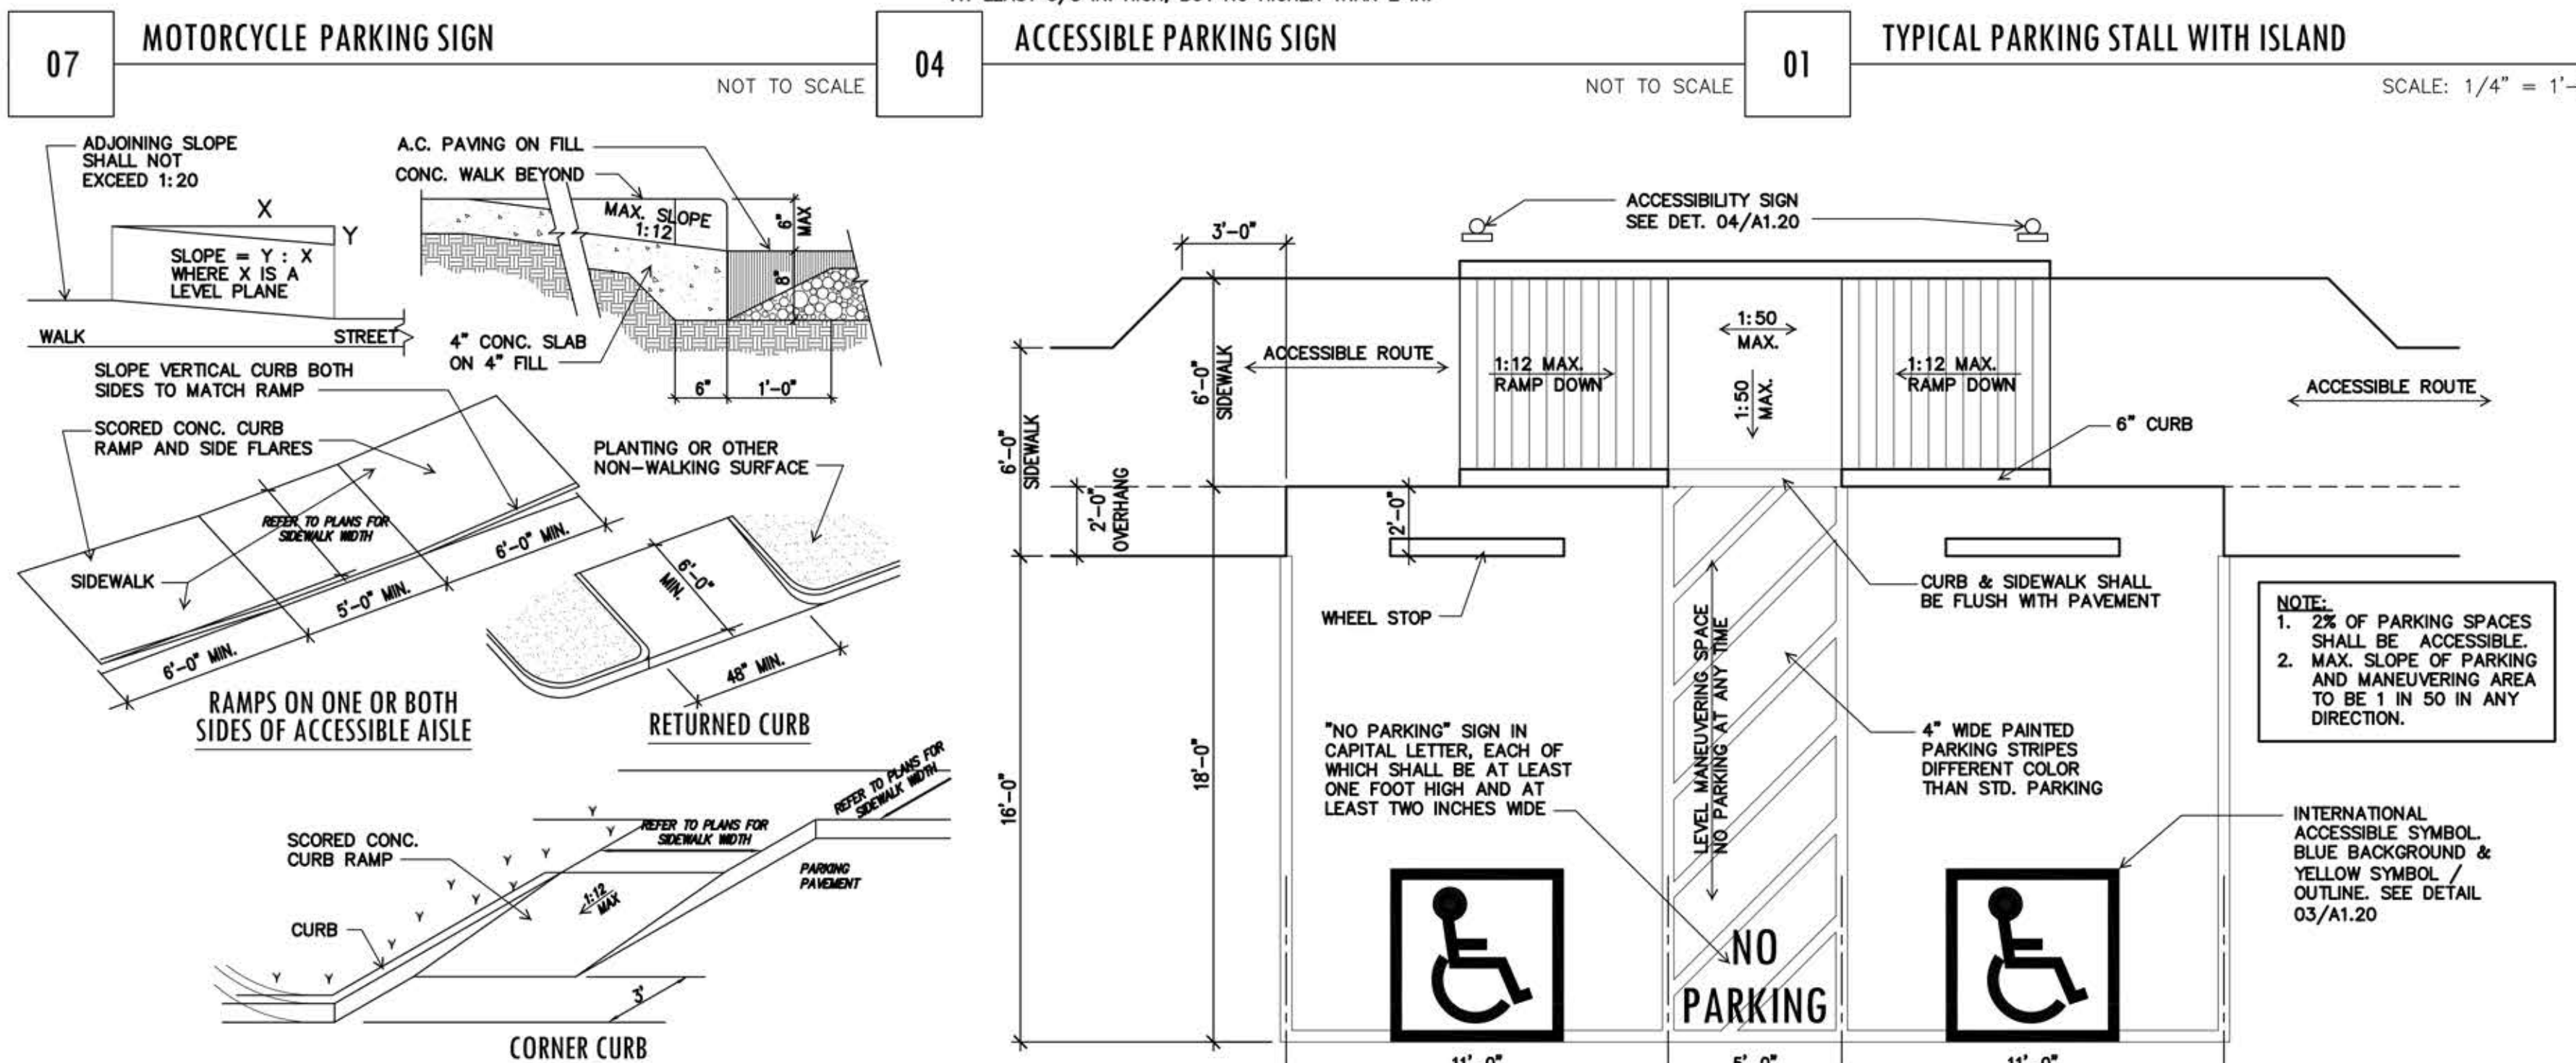 07
MOTORCYCLE PARKING SIGN
NOT TO SCALE
04
ACCESSIBLE PARKING SIGN
NOT TO SCALE
01
TYPICAL PARKING STALL WITH ISLAND
SCALE: 1/4" = 1'-
ADJOINING SLOPE
SHALL NOT
EXCEED 1:20
X
Y
SLOPE = Y : X
WHERE X IS A
LEVEL PLANE
WALK
STREET
A.C. PAVING ON FILL
CONC. WALK BEYOND
MAX. SLOPE
1:12
6"
MAX
8"
4" CONC. SLAB
ON 4" FILL
6"
1'-0"
SLOPE VERTICAL CURB BOTH
SIDES TO MATCH RAMP
SCORED CONC. CURB
RAMP AND SIDE FLARES
REFER TO PLANS FOR
SIDEWALK WIDTH
SIDEWALK
6'-0" MIN.
5'-0" MIN.
6'-0" MIN.
RAMPS ON ONE OR BOTH
SIDES OF ACCESSIBLE AISLE
PLANTING OR OTHER
NON-WALKING SURFACE
6'-0"
MIN.
48" MIN.
RETURNED CURB
SCORED CONC.
CURB RAMP
REFER TO PLANS FOR
SIDEWALK WIDTH
REFER TO PLANS FOR
SIDEWALK WIDTH
PARKING
PAVEMENT
1:12
MAX
CURB
Y Y Y Y Y Y Y Y Y Y Y
3'
CORNER CURB
ACCESSIBILITY SIGN
SEE DET. 04/A1.20
3'-0"
6'-0"
SIDEWALK
6'-0"
SIDEWALK
2'-0"
OVERHANG
2'-0"
ACCESSIBLE ROUTE
1:12 MAX.
RAMP DOWN
1:50
MAX.
1:50
MAX.
1:12 MAX.
RAMP DOWN
ACCESSIBLE ROUTE
6" CURB
WHEEL STOP
CURB & SIDEWALK SHALL
BE FLUSH WITH PAVEMENT
NOTE:
1. 2% OF PARKING SPACES
SHALL BE ACCESSIBLE.
2. MAX. SLOPE OF PARKING
AND MANEUVERING AREA
TO BE 1 IN 50 IN ANY
DIRECTION.
LEVEL MANEUVERING SPACE
NO PARKING AT ANY TIME
"NO PARKING" SIGN IN
CAPITAL LETTER, EACH OF
WHICH SHALL BE AT LEAST
ONE FOOT HIGH AND AT
LEAST TWO INCHES WIDE
4" WIDE PAINTED
PARKING STRIPES
DIFFERENT COLOR
THAN STD. PARKING
16'-0"
18'-0"
INTERNATIONAL
ACCESSIBLE SYMBOL.
BLUE BACKGROUND &
YELLOW SYMBOL /
OUTLINE. SEE DETAIL
03/A1.20
NO
PARKING
11'-0"
5'-0"
11'-0"